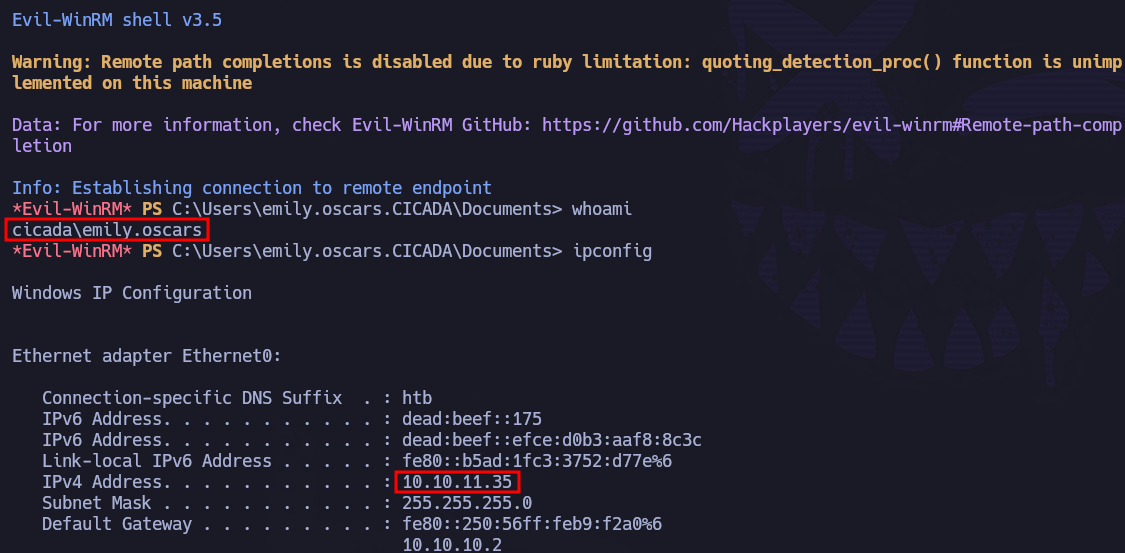 Evil-WinRM shell v3.5
Warning: Remote path completions is disabled due to ruby limitation: quoting_detection_proc() function is unimp
lemented on this machine
Data: For more information, check Evil-WinRM GitHub: https://github.com/Hackplayers/evil-winrm#Remote-path-comp
letion
Info: Establishing connection to remote endpoint
*Evil-WinRM* PS C:\Users\emily.oscars.CICADA\Documents> whoami
cicada\emily.oscars
*Evil-WinRM* PS C:\Users\emily.oscars.CICADA\Documents> ipconfig
Windows IP Configuration
Ethernet adapter Ethernet0:
   Connection-specific DNS Suffix  . : htb
   IPv6 Address. . . . . . . . . . . : dead:beef::175
   IPv6 Address. . . . . . . . . . . : dead:beef::efce:d0b3:aaf8:8c3c
   Link-local IPv6 Address . . . . . : fe80::b5ad:1fc3:3752:d77e%6
   IPv4 Address. . . . . . . . . . . : 10.10.11.35
   Subnet Mask . . . . . . . . . . . : 255.255.255.0
   Default Gateway . . . . . . . . . : fe80::250:56ff:feb9:f2a0%6
                                       10.10.10.2